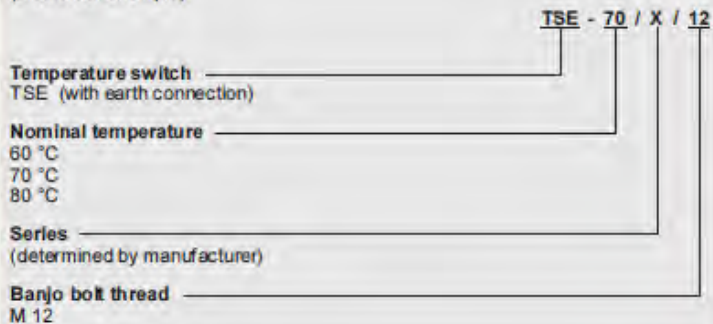 TSE - 70 / X / 12
Temperature switch
TSE (with earth connection)
Nominal temperature
60 °C
70 °C
80 °C
Series
(determined by manufacturer)
Banjo bolt thread
M 12